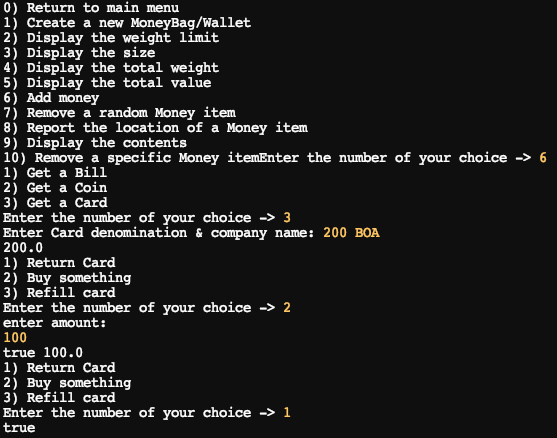 0) Return to main menu
1) Create a new MoneyBag/Wallet
2) Display the weight limit
3) Display the size
4) Display the total weight
5) Display the total value
6) Add money
7) Remove a random Money item
8) Report the location of a Money item
9) Display the contents
10) Remove a specific Money itemEnter the number of your choice -> 6
1) Get a Bill
2) Get a Coin
3) Get a Card
Enter the number of your choice -> 3
Enter Card denomination & company name: 200 BOA
200.0
1) Return Card
2) Buy something
3) Refill card
Enter the number of your choice -> 2
enter amount:
100
true 100.0
1) Return Card
2) Buy something
3) Refill card
Enter the number of your choice -> 1
true